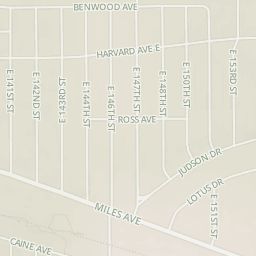 BENWOOD AVE
HARVARD AVE E
E 141ST ST
E 142ND ST
E 143RD ST
E 144TH ST
E 146TH ST
E 147TH ST
E 148TH ST
E 150TH ST
E 153RD ST
ROSS AVE
JUDSON DR
LOTUS DR
E 151ST ST
MILES AVE
CAINE AVE